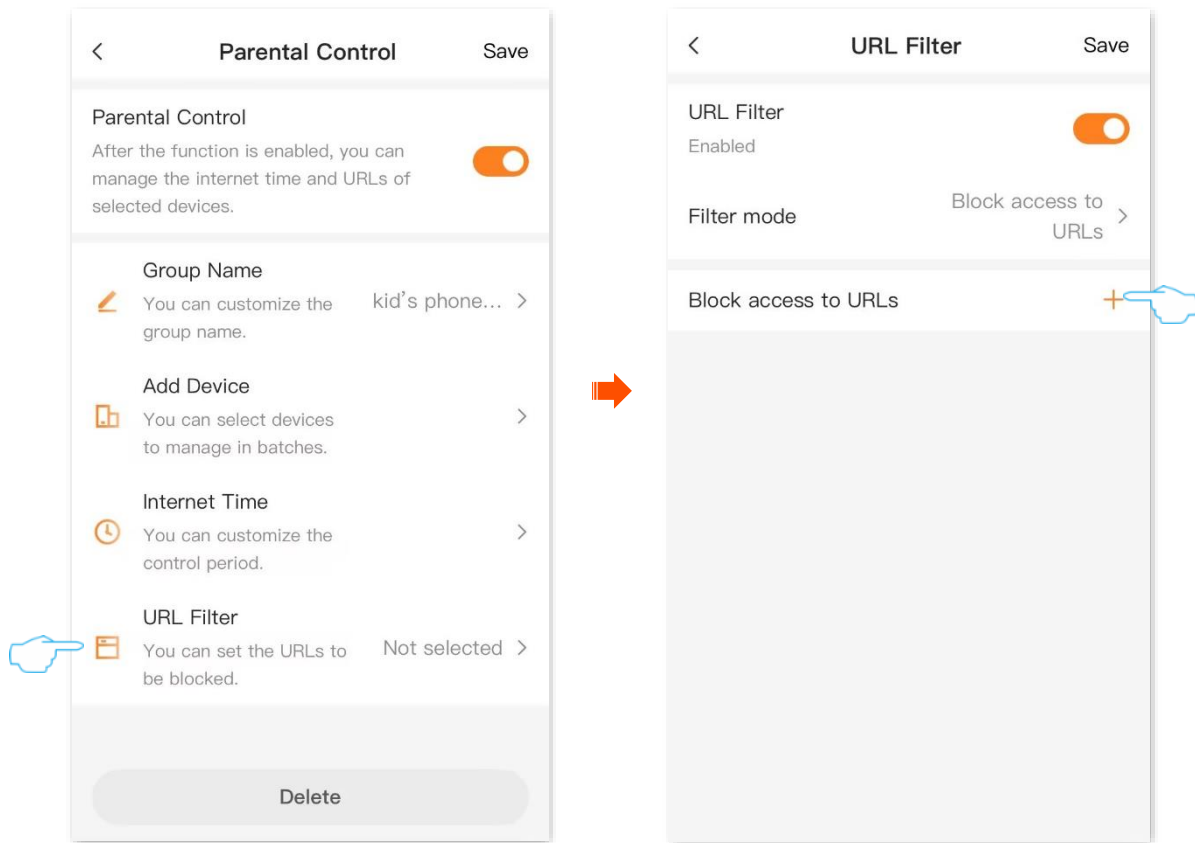 Parental Control
Save
Parental Control
After the function is enabled, you can
manage the internet time and URLs of
selected devices.
Group Name
You can customize the
group name.
kid's phone...
Add Device
You can select devices
to manage in batches.
Internet Time
You can customize the
control period.
URL Filter
You can set the URLs to
be blocked.
Not selected
Delete
URL Filter
Save
URL Filter
Enabled
Filter mode
Block access to
URLs
Block access to URLs